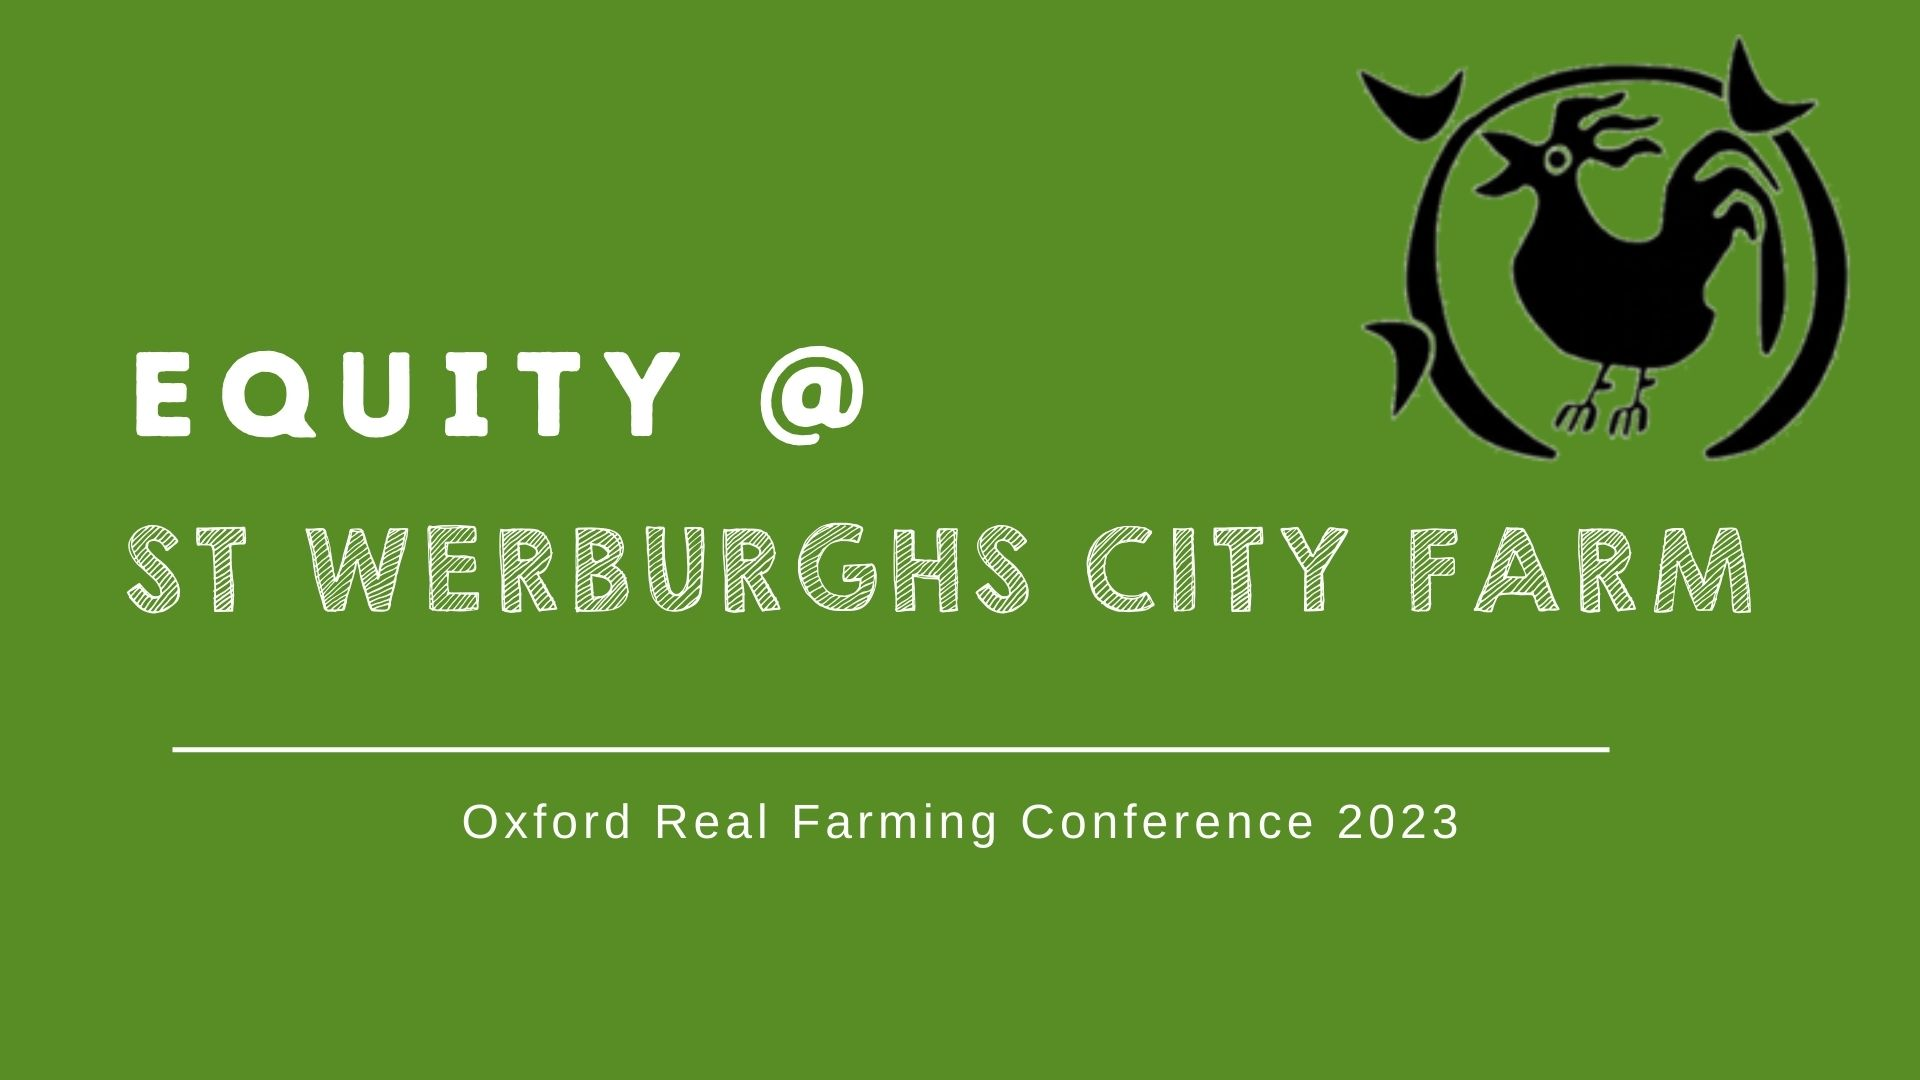 EQUITY @
ST WERBURGHS CITY FARM
Oxford Real Farming Conference 2023